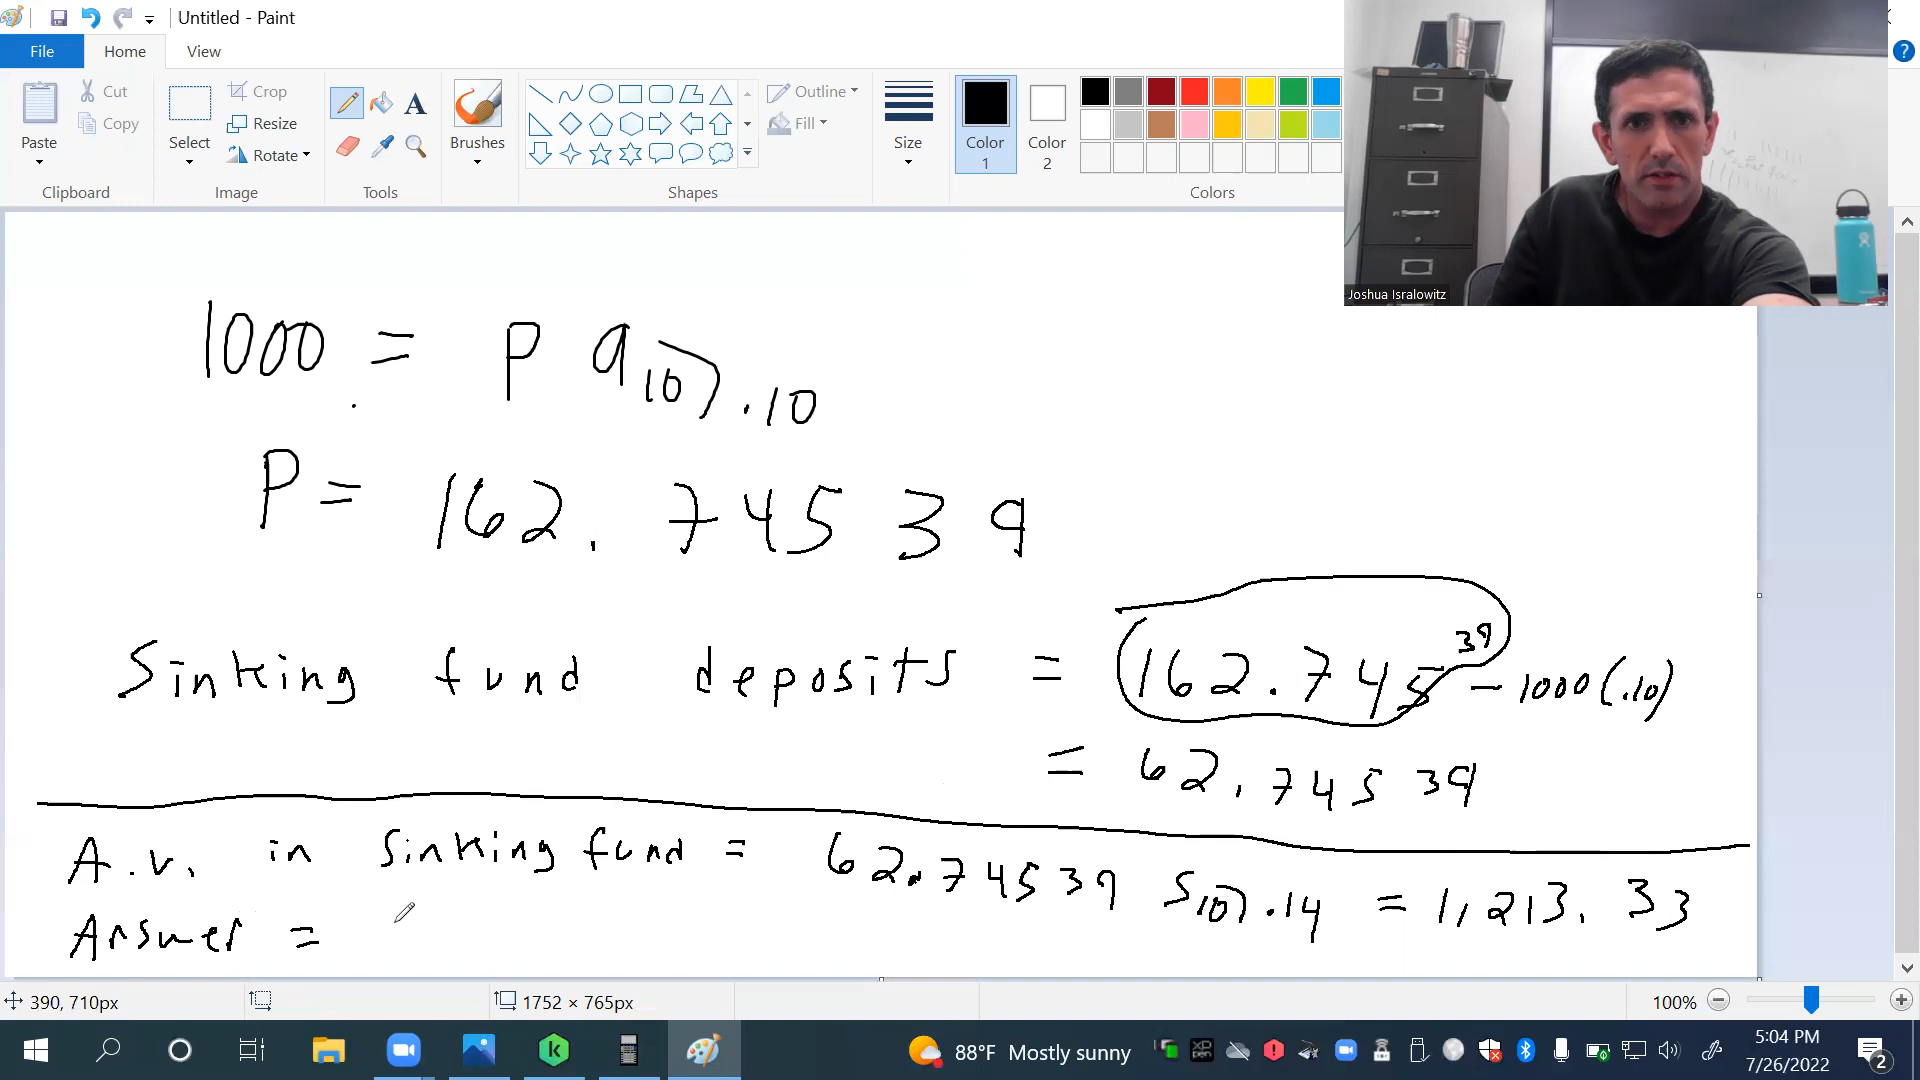 Untitled - Paint
File Home View
Paste Cut Copy Clipboard
Select Crop Resize Rotate Image
Tools
Brushes
Outline Fill Shapes
Size
Color 1 Color 2 Colors
Joshua Isralowitz
1000 = P a10⌉.10
P = 162.74539
Sinking fund deposits = 162.74539 - 1000(.10)
= 62.74539
A.V. in Sinking fund = 62.74539 s10⌉.14 = 1,213.33
Answer =
390, 710px 1752 × 765px 100%
88°F Mostly sunny
5:04 PM
7/26/2022
2